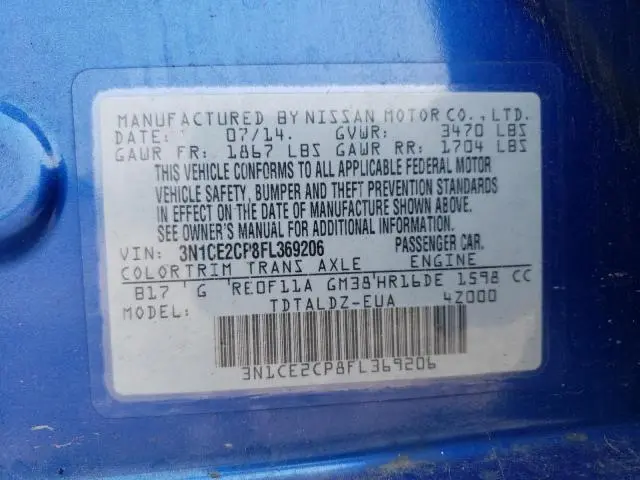 MANUFACTURED BY NISSAN MOTOR CO., LTD.
DATE: 07/14. GVWR: 3470 LBS
GAWR FR: 1867 LBS GAWR RR: 1704 LBS
THIS VEHICLE CONFORMS TO ALL APPLICABLE FEDERAL MOTOR
VEHICLE SAFETY, BUMPER AND THEFT PREVENTION STANDARDS
IN EFFECT ON THE DATE OF MANUFACTURE SHOWN ABOVE.
SEE OWNER'S MANUAL FOR ADDITIONAL INFORMATION.
VIN: 3N1CE2CP8FL369206 PASSENGER CAR.
COLOR TRIM TRANS AXLE ENGINE
B17 ' G 'RE0F11A GM38'HR16DE 1598 CC
MODEL: TDTALDZ-EUA 4Z000
3N1CE2CP8FL369206